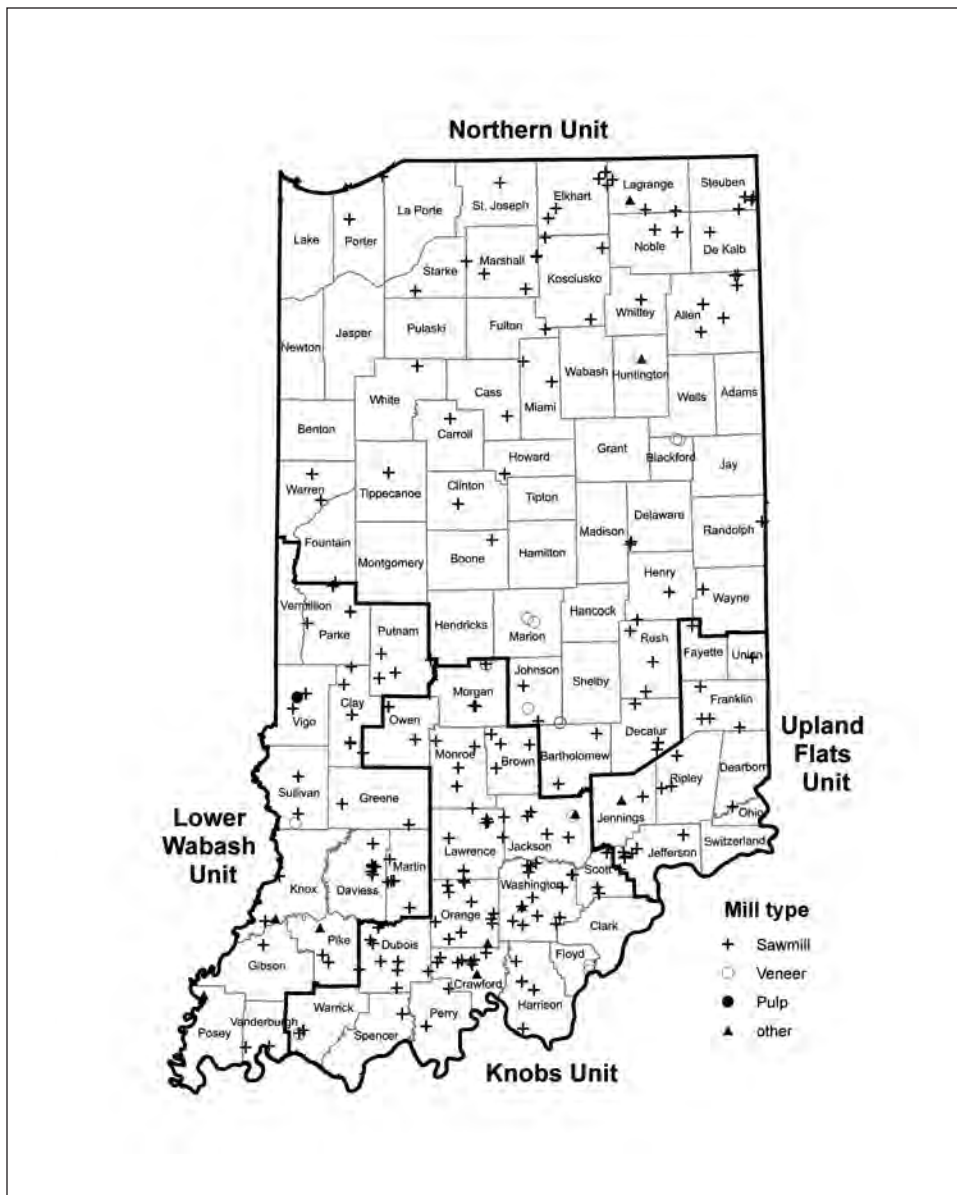 Northern Unit
Steuben
Lagrange
Elkhart
St. Joseph
La Porte
Lake
Porter
Noble
De Kalb
Marshall
Starke
Kosciusko
Whitley
Allen
Fulton
Pulaski
Jasper
Newton
Wabash
Huntington
Wells
Adams
Cass
Miami
White
Benton
Carroll
Grant
Blackford
Jay
Howard
Clinton
Warren
Tippecanoe
Tipton
Delaware
Madison
Randolph
Fountain
Montgomery
Boone
Hamilton
Henry
Wayne
Vermillion
Parke
Putnam
Hendricks
Marion
Hancock
Rush
Fayette
Union
Johnson
Shelby
Morgan
Franklin
Vigo
Clay
Owen
Decatur
Monroe
Brown
Bartholomew
Upland
Flats
Unit
Dearborn
Ripley
Sullivan
Greene
Jennings
Ohio
Lower
Wabash
Unit
Lawrence
Jackson
Jefferson
Switzerland
Martin
Scott
Knox
Daviess
Washington
Orange
Clark
Pike
Dubois
Gibson
Floyd
Crawford
Harrison
Perry
Warrick
Vanderburgh
Spencer
Posey
Knobs Unit
Mill type
Sawmill
Veneer
Pulp
other